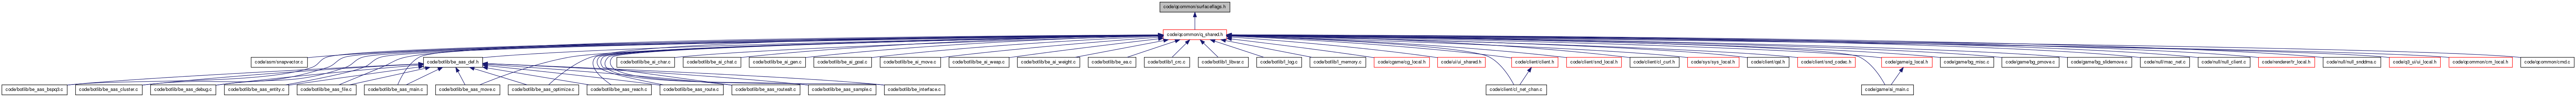 code/qcommon/surfaceflags.h
code/qcommon/q_shared.h
code/asm/snapvector.c
code/botlib/be_aas_def.h
code/botlib/be_ai_char.c
code/botlib/be_ai_chat.c
code/botlib/be_ai_gen.c
code/botlib/be_ai_goal.c
code/botlib/be_ai_move.c
code/botlib/be_ai_weap.c
code/botlib/be_ai_weight.c
code/botlib/be_ea.c
code/botlib/l_crc.c
code/botlib/l_libvar.c
code/botlib/l_log.c
code/botlib/l_memory.c
code/cgame/cg_local.h
code/ui/ui_shared.h
code/client/client.h
code/client/snd_local.h
code/client/cl_curl.h
code/sys/sys_local.h
code/client/qal.h
code/client/snd_codec.h
code/game/g_local.h
code/game/bg_misc.c
code/game/bg_pmove.c
code/game/bg_slidemove.c
code/null/mac_net.c
code/null/null_client.c
code/renderer/tr_local.h
code/null/null_snddma.c
code/q3_ui/ui_local.h
code/qcommon/cm_local.h
code/qcommon/cmd.c
code/botlib/be_aas_bspq3.c
code/botlib/be_aas_cluster.c
code/botlib/be_aas_debug.c
code/botlib/be_aas_entity.c
code/botlib/be_aas_file.c
code/botlib/be_aas_main.c
code/botlib/be_aas_move.c
code/botlib/be_aas_optimize.c
code/botlib/be_aas_reach.c
code/botlib/be_aas_route.c
code/botlib/be_aas_routealt.c
code/botlib/be_aas_sample.c
code/botlib/be_interface.c
code/client/cl_net_chan.c
code/game/ai_main.c